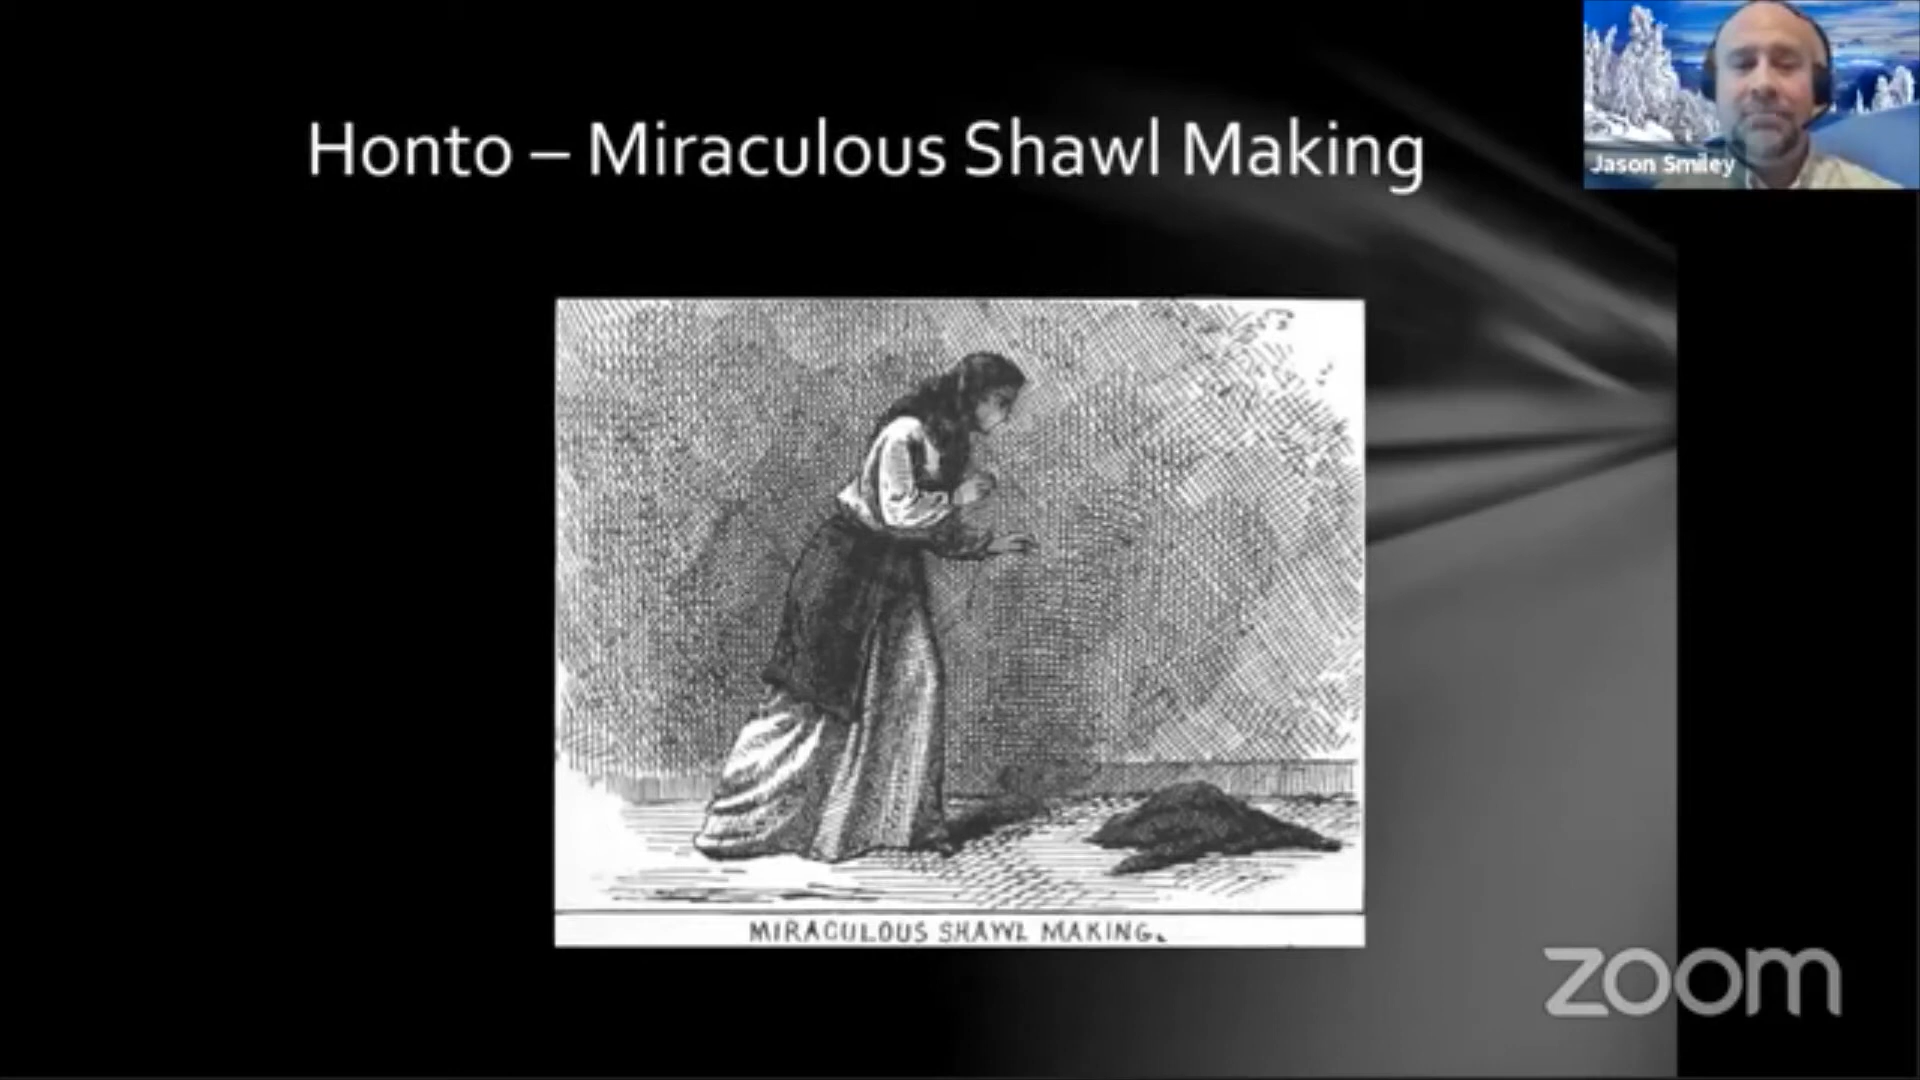 Honto – Miraculous Shawl Making
Jason Smiley
MIRACULOUS SHAWL MAKING.
zoom